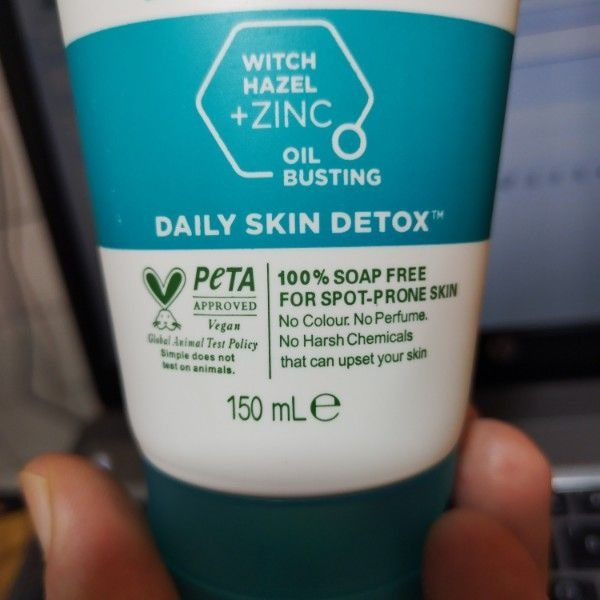 WITCH
HAZEL
+ZINC
OIL
BUSTING
DAILY SKIN DETOX™
PETA
APPROVED
Vegan
Global Animal Test Policy
Simple does not
test on animals.
100% SOAP FREE
FOR SPOT-PRONE SKIN
No Colour. No Perfume.
No Harsh Chemicals
that can upset your skin
150 mL ℮